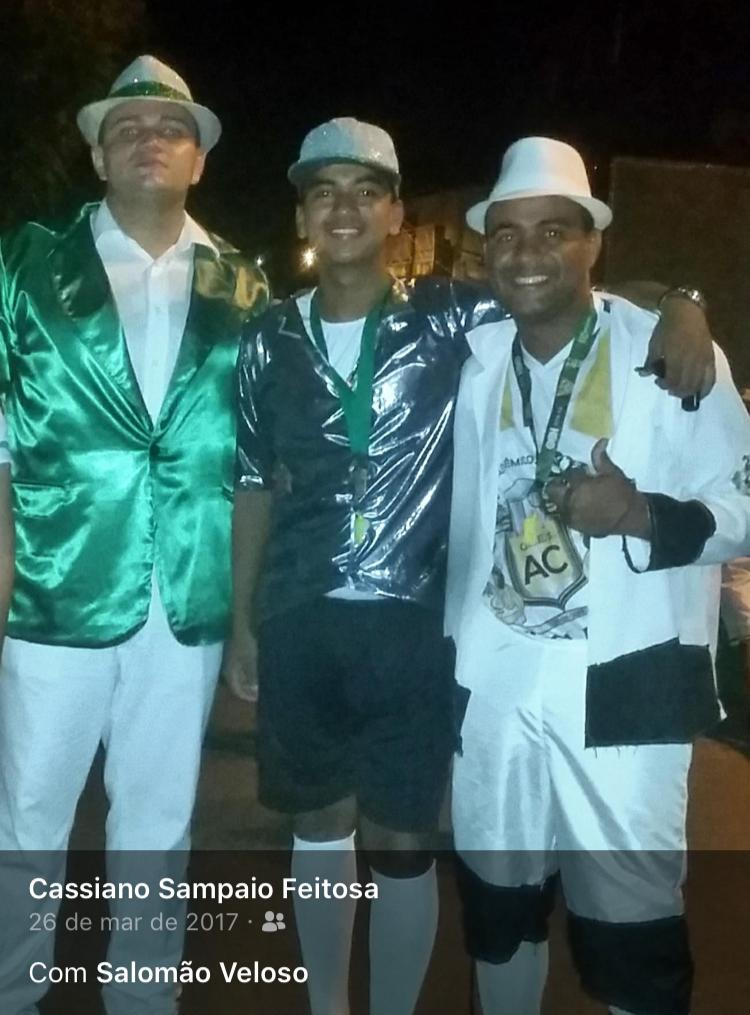 AC
Cassiano Sampaio Feitosa
26 de mar de 2017 ·
Com Salomão Veloso